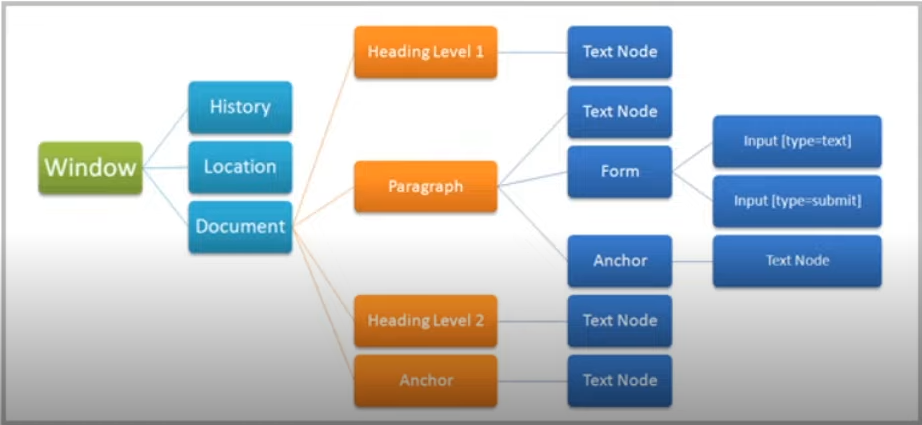 Window
History
Location
Document
Heading Level 1
Text Node
Paragraph
Text Node
Form
Input [type=text]
Input [type=submit]
Anchor
Text Node
Heading Level 2
Text Node
Anchor
Text Node